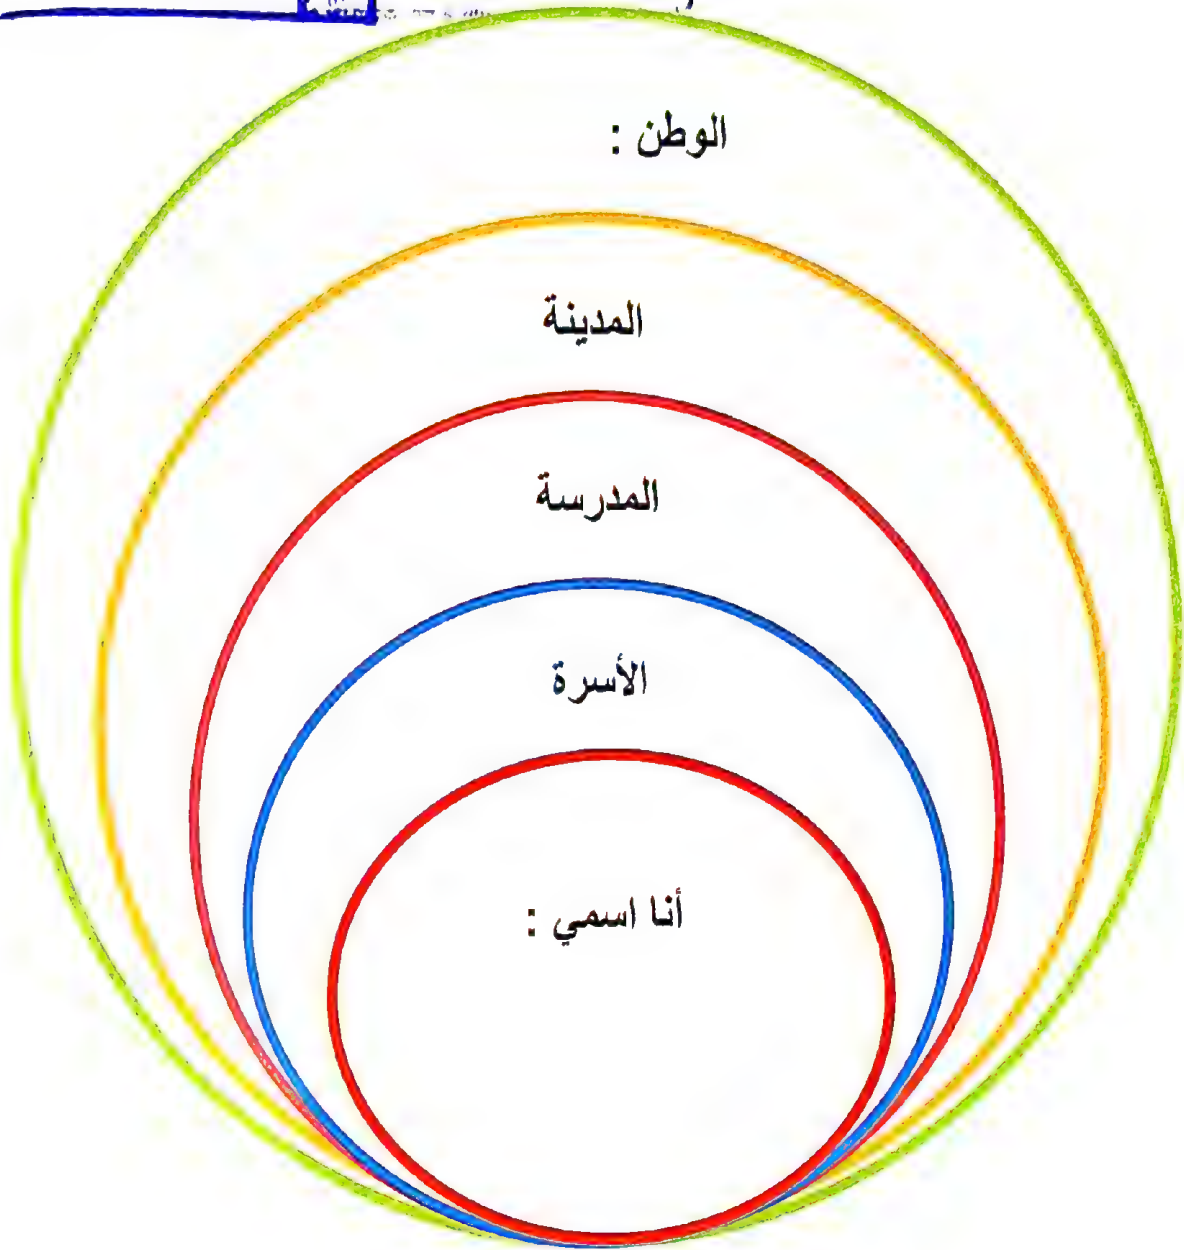 الوطن :
المدينة
المدرسة
الأسرة
أنا اسمي :